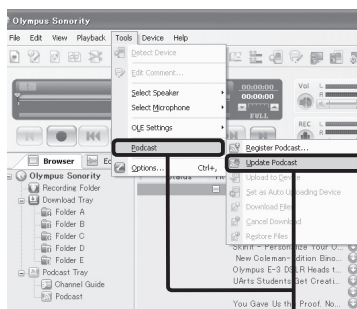 Olympus Sonority
File Edit View Playback Tools Device Help
Detect Device
Edit Comment...
Select Speaker
Select Microphone
OLE Settings
Podcast
Options... Ctrl+,
Register Podcast...
Update Podcast
Upload to Device
Set as Auto Uploading Device
Download Files
Cancel Download
Restore Files
00:00:00
00:00:00
FULL
Vol L
R
REC L
R
Browser
Olympus Sonority
Recording Folder
Download Tray
Folder A
Folder B
Folder C
Folder D
Folder E
Podcast Tray
Channel Guide
Podcast
Skinit - Personalize Your O...
New Coleman-Edition Bino...
Olympus E-3 DSLR Heads t...
UArts Students Get Creati...
You Gave Us the Proof. No...